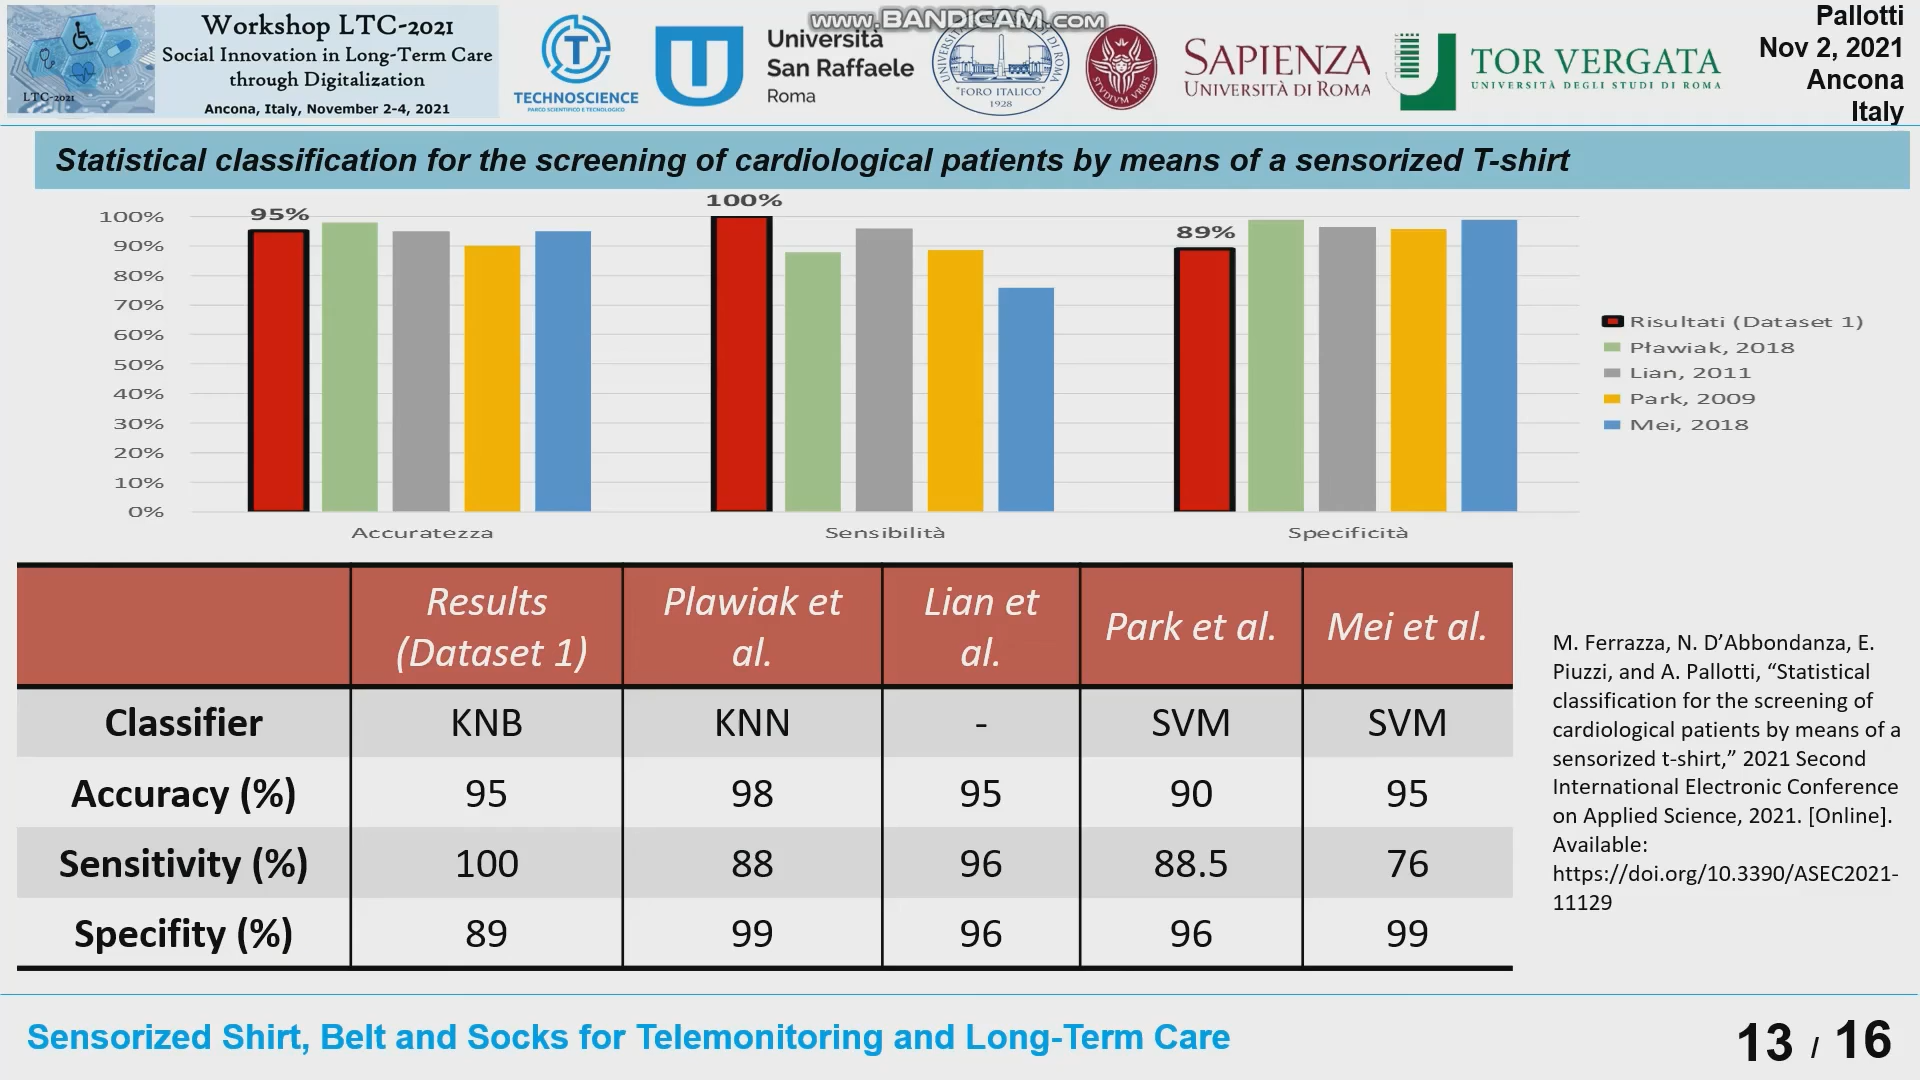 WWW.BANDICAM.COM
LTC-2021
Workshop LTC-2021
Social Innovation in Long-Term Care
through Digitalization
Ancona, Italy, November 2-4, 2021
TECHNOSCIENCE
PARCO SCIENTIFICO E TECNOLOGICO
Università
San Raffaele
Roma
"FORO ITALICO"
1928
STUDIUM URBIS
SAPIENZA
UNIVERSITÀ DI ROMA
TOR VERGATA
UNIVERSITÀ DEGLI STUDI DI ROMA
Pallotti
Nov 2, 2021
Ancona
Italy
Statistical classification for the screening of cardiological patients by means of a sensorized T-shirt
100%
90%
80%
70%
60%
50%
40%
30%
20%
10%
0%
95%
100%
89%
Accuratezza
Sensibilità
Specificità
Risultati (Dataset 1)
Pławiak, 2018
Lian, 2011
Park, 2009
Mei, 2018
Results (Dataset 1) Plawiak et al. Lian et al. Park et al. Mei et al.
Classifier KNB KNN - SVM SVM
Accuracy (%) 95 98 95 90 95
Sensitivity (%) 100 88 96 88.5 76
Specifity (%) 89 99 96 96 99
M. Ferrazza, N. D’Abbondanza, E.
Piuzzi, and A. Pallotti, “Statistical
classification for the screening of
cardiological patients by means of a
sensorized t-shirt,” 2021 Second
International Electronic Conference
on Applied Science, 2021. [Online].
Available:
https://doi.org/10.3390/ASEC2021-
11129
Sensorized Shirt, Belt and Socks for Telemonitoring and Long-Term Care
13 / 16